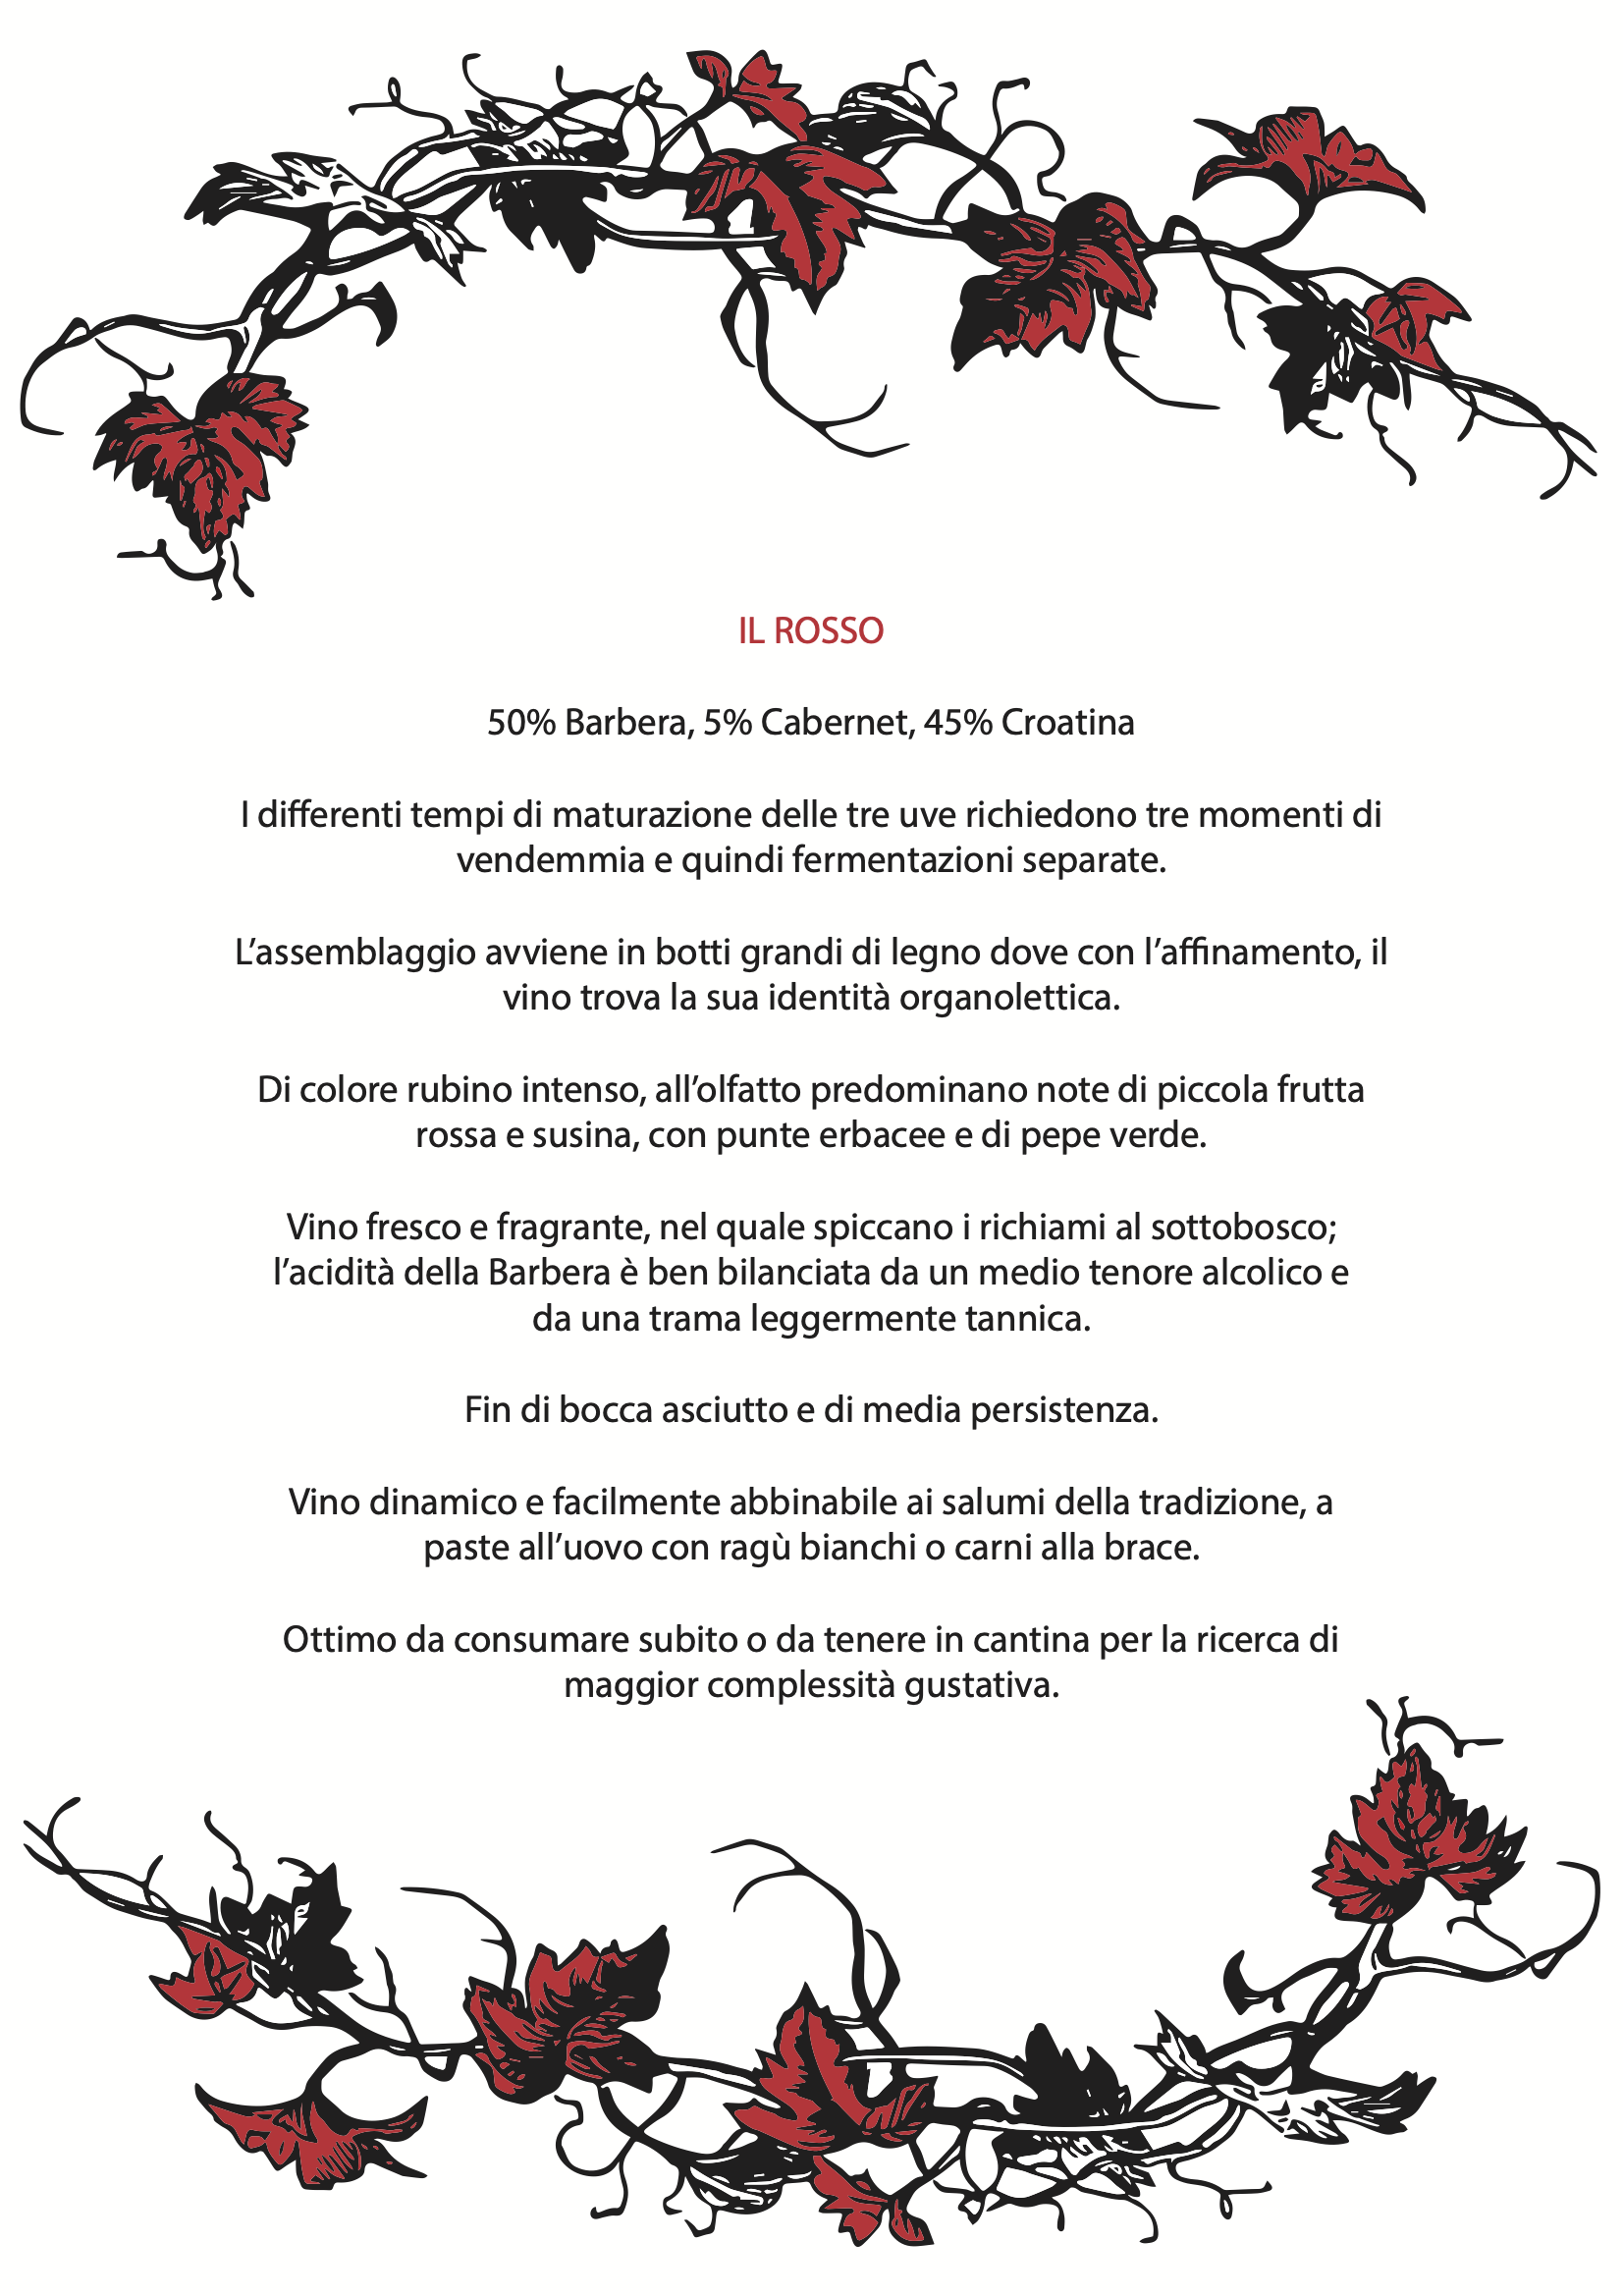 IL ROSSO
50% Barbera, 5% Cabernet, 45% Croatina
I differenti tempi di maturazione delle tre uve richiedono tre momenti di
vendemmia e quindi fermentazioni separate.
L’assemblaggio avviene in botti grandi di legno dove con l’affinamento, il
vino trova la sua identità organolettica.
Di colore rubino intenso, all’olfatto predominano note di piccola frutta
rossa e susina, con punte erbacee e di pepe verde.
Vino fresco e fragrante, nel quale spiccano i richiami al sottobosco;
l’acidità della Barbera è ben bilanciata da un medio tenore alcolico e
da una trama leggermente tannica.
Fin di bocca asciutto e di media persistenza.
Vino dinamico e facilmente abbinabile ai salumi della tradizione, a
paste all’uovo con ragù bianchi o carni alla brace.
Ottimo da consumare subito o da tenere in cantina per la ricerca di
maggior complessità gustativa.